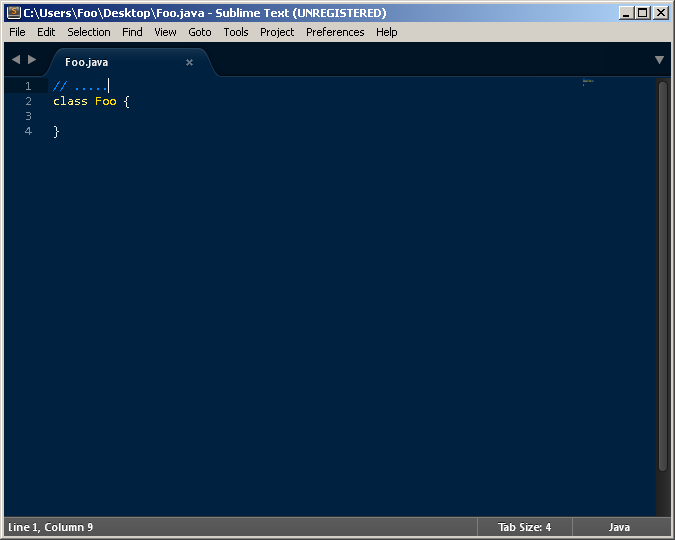 C:\Users\Foo\Desktop\Foo.java - Sublime Text (UNREGISTERED)
File Edit Selection Find View Goto Tools Project Preferences Help
Foo.java
1 // .....
2 class Foo {
3
4 }
Line 1, Column 9 Tab Size: 4 Java